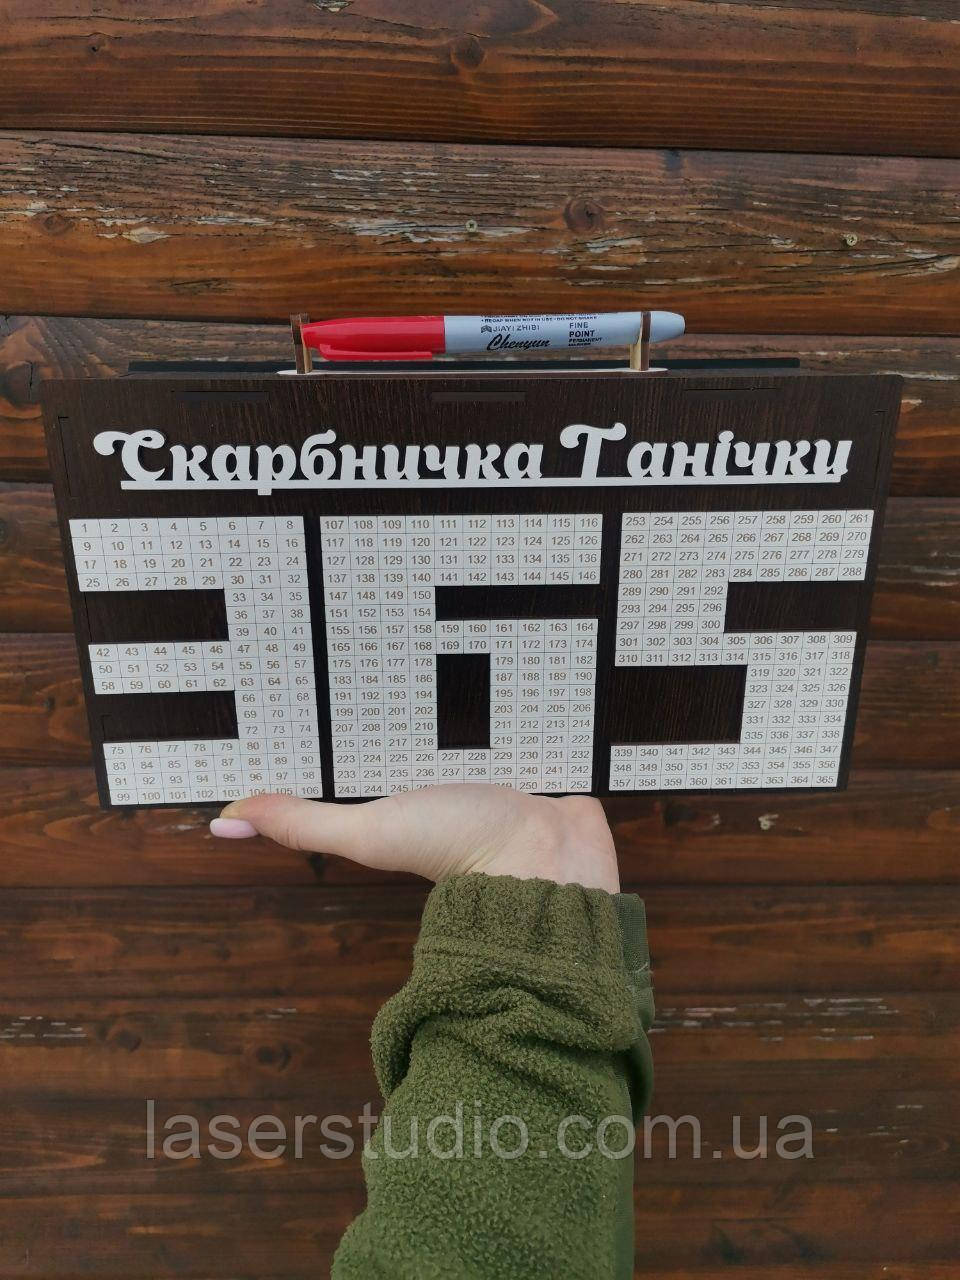 • RECAP WHEN NOT IN USE • DO NOT SHAKE
JIAYI ZHIBI
Chenyun
FINE
POINT
PERMANENT
MARKER
Скарбничка Танічки
1 2 3 4 5 6 7 8
9 10 11 12 13 14 15 16
17 18 19 20 21 22 23 24
25 26 27 28 29 30 31 32
33 34 35
36 37 38
39 40 41
42 43 44 45 46 47 48 49
50 51 52 53 54 55 56 57
58 59 60 61 62 63 64 65
66 67 68
69 70 71
72 73 74
75 76 77 78 79 80 81 82
83 84 85 86 87 88 89 90
91 92 93 94 95 96 97 98
99 100 101 102 103 104 105 106
107 108 109 110 111 112 113 114 115 116
117 118 119 120 121 122 123 124 125 126
127 128 129 130 131 132 133 134 135 136
137 138 139 140 141 142 143 144 145 146
147 148 149 150
151 152 153 154
155 156 157 158 159 160 161 162 163 164
165 166 167 168 169 170 171 172 173 174
175 176 177 178 179 180 181 182
183 184 185 186 187 188 189 190
191 192 193 194 195 196 197 198
199 200 201 202 203 204 205 206
207 208 209 210 211 212 213 214
215 216 217 218 219 220 221 222
223 224 225 226 227 228 229 230 231 232
233 234 235 236 237 238 239 240 241 242
243 244 245 249 250 251 252
253 254 255 256 257 258 259 260 261
262 263 264 265 266 267 268 269 270
271 272 273 274 275 276 277 278 279
280 281 282 283 284 285 286 287 288
289 290 291 292
293 294 295 296
297 298 299 300
301 302 303 304 305 306 307 308 309
310 311 312 313 314 315 316 317 318
319 320 321 322
323 324 325 326
327 328 329 330
331 332 333 334
335 336 337 338
339 340 341 342 343 344 345 346 347
348 349 350 351 352 353 354 355 356
357 358 359 360 361 362 363 364 365
laserstudio.com.ua